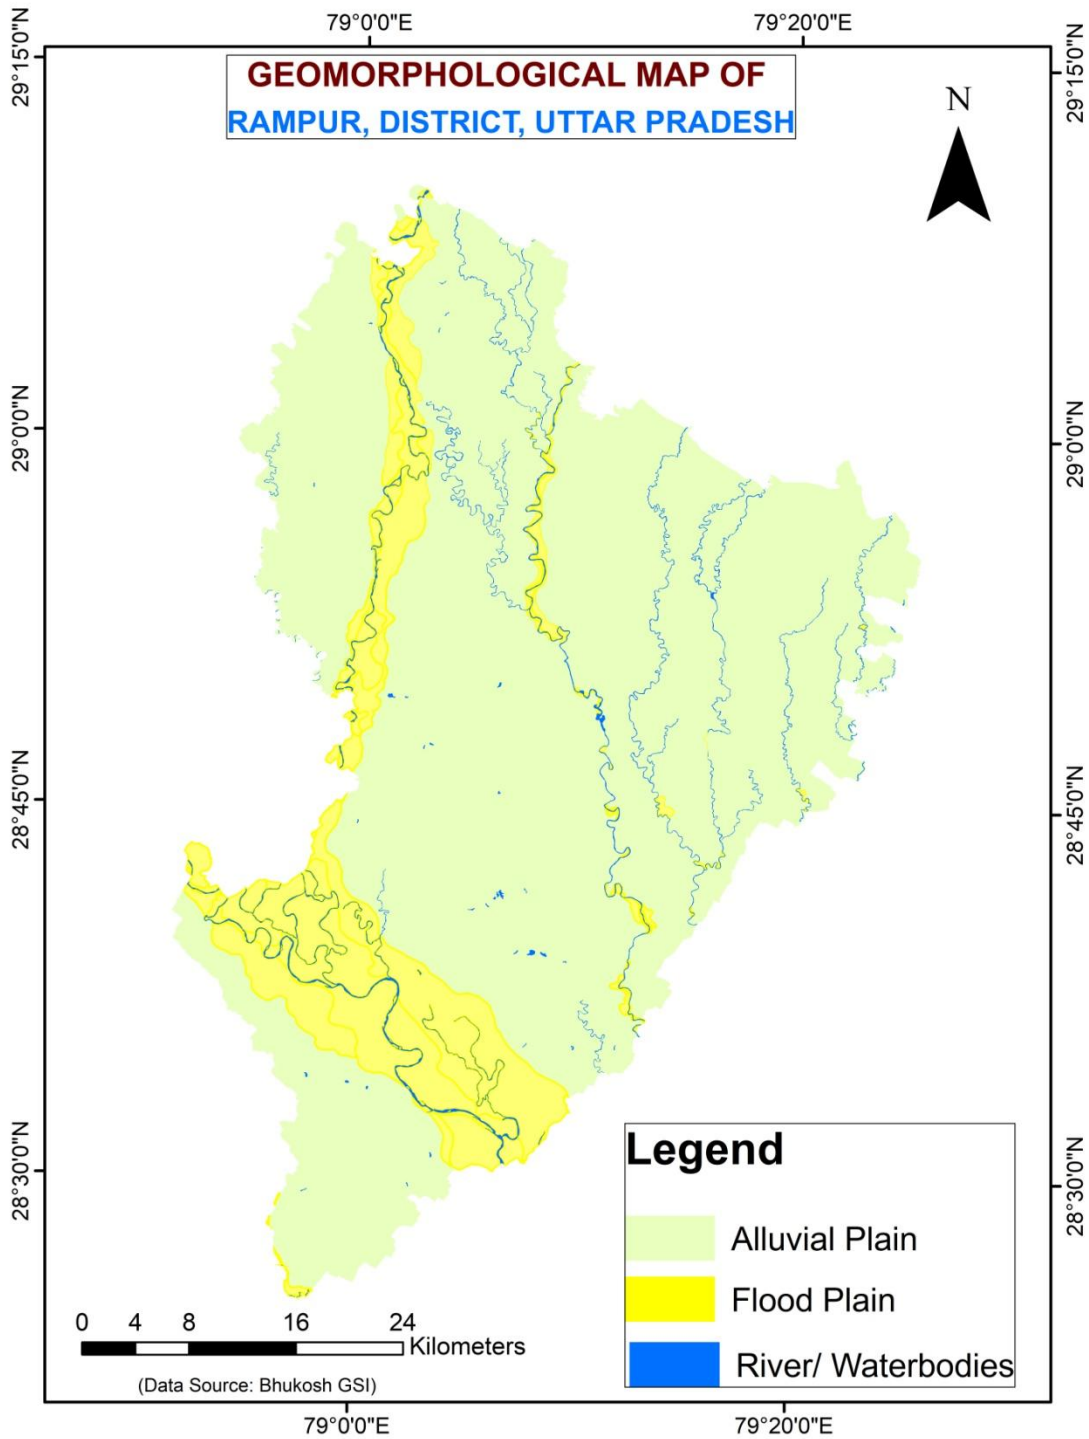 79°0'0"E
79°20'0"E
29°15'0"N
29°15'0"N
GEOMORPHOLOGICAL MAP OF
RAMPUR, DISTRICT, UTTAR PRADESH
N
29°0'0"N
29°0'0"N
28°45'0"N
28°45'0"N
28°30'0"N
28°30'0"N
Legend
Alluvial Plain
Flood Plain
River/ Waterbodies
0 4 8 16 24
Kilometers
(Data Source: Bhukosh GSI)
79°0'0"E
79°20'0"E